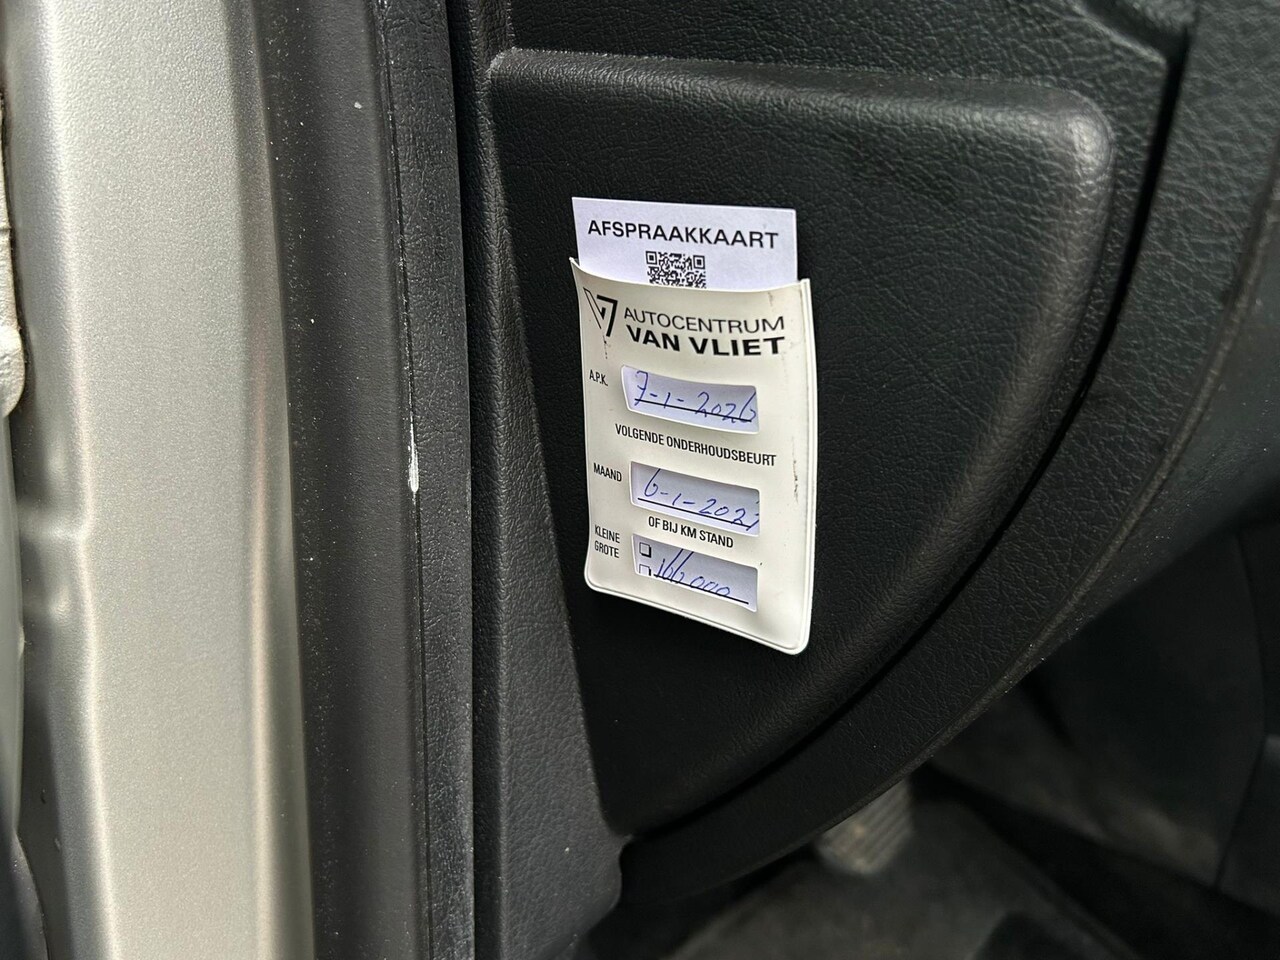 AFSPRAAKKAART
AUTOCENTRUM
VAN VLIET
A.P.K. 7-1-2026
VOLGENDE ONDERHOUDSBEURT
MAAND 6-1-202
OF BIJ KM STAND
KLEINE
GROTE
166.000